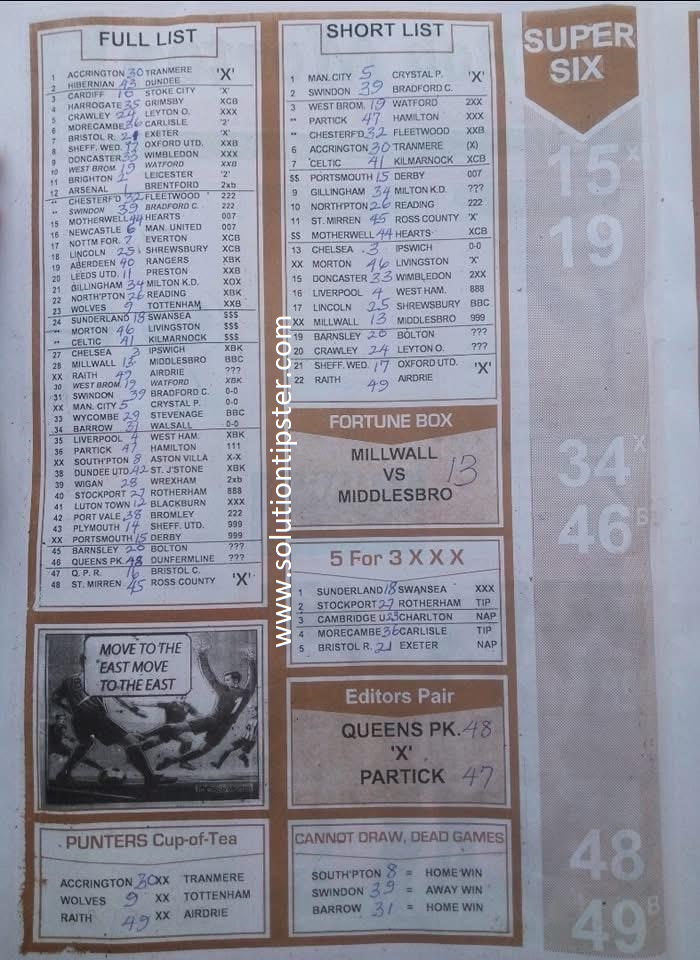 FULL LIST
1 ACCRINGTON 30 TRANMERE 'X'
2 HIBERNIAN 43 DUNDEE
3 CARDIFF 10 STOKE CITY 'X'
4 HARROGATE 35 GRIMSBY XCB
5 CRAWLEY 24 LEYTON O. XXX
6 MORECAMBE 36 CARLISLE '2'
7 BRISTOL R. 21 EXETER 'X'
8 SHEFF. WED. 17 OXFORD UTD. XXB
9 DONCASTER 33 WIMBLEDON XXX
10 WEST BROM. 19 WATFORD XXB
11 BRIGHTON 2 LEICESTER '2'
12 ARSENAL 1 BRENTFORD 2xb
** CHESTERF'D 32 FLEETWOOD 222
** SWINDON 39 BRADFORD C. 222
15 MOTHERWELL 44 HEARTS 007
16 NEWCASTLE 6 MAN. UNITED 007
17 NOTTM FOR. 7 EVERTON XCB
18 LINCOLN 25 SHREWSBURY XCB
19 ABERDEEN 40 RANGERS XBK
20 LEEDS UTD. 11 PRESTON XXB
21 GILLINGHAM 34 MILTON K.D. XOX
22 NORTH'PT'N 26 READING XBK
23 WOLVES 9 TOTTENHAM XXB
24 SUNDERLAND 18 SWANSEA $$$
** MORTON 46 LIVINGSTON $$$
** CELTIC 41 KILMARNOCK $$$
27 CHELSEA 3 IPSWICH XBK
28 MILLWALL 13 MIDDLESBORO BBC
XX RAITH 49 AIRDRIE ???
30 WEST BROM. 19 WATFORD XBK
31 SWINDON 39 BRADFORD C. 0-0
XX MAN. CITY 5 CRYSTAL P. 0-0
33 WYCOMBE 29 STEVENAGE BBC
34 BARROW 31 WALSALL 0-0
35 LIVERPOOL 4 WEST HAM. XBK
36 PARTICK 47 HAMILTON 111
XX SOUTH'PTON 8 ASTON VILLA X-X
38 DUNDEE UTD. 42 ST. J'STONE XBK
39 WIGAN 28 WREXHAM 2xb
40 STOCKPORT 27 ROTHERHAM 888
41 LUTON TOWN 12 BLACKBURN XXX
42 PORT VALE 38 BROMLEY 222
43 PLYMOUTH 14 SHEFF. UTD. 999
XX PORTSMOUTH 15 DERBY 999
45 BARNSLEY 20 BOLTON ???
46 QUEENS PK. 48 DUNFERMLINE ???
47 Q. P. R. 16 BRISTOL C.
48 ST. MIRREN 45 ROSS COUNTY 'X'
SHORT LIST
1 MAN. CITY 5 CRYSTAL P. 'X'
2 SWINDON 39 BRADFORD C.
3 WEST BROM. 19 WATFORD 2XX
** PARTICK 47 HAMILTON XXX
** CHESTERF'D 32 FLEETWOOD XXB
6 ACCRINGTON 30 TRANMERE (X)
7 CELTIC 41 KILMARNOCK XCB
$$ PORTSMOUTH 15 DERBY 007
9 GILLINGHAM 34 MILTON K.D. ???
10 NORTH'PT'N 26 READING 222
11 ST. MIRREN 45 ROSS COUNTY 'X'
$$ MOTHERWELL 44 HEARTS XCB
13 CHELSEA 3 IPSWICH 0-0
XX MORTON 46 LIVINGSTON 'X'
15 DONCASTER 33 WIMBLEDON 2XX
16 LIVERPOOL 4 WEST HAM. 888
17 LINCOLN 25 SHREWSBURY BBC
XX MILLWALL 13 MIDDLESBRO 999
19 BARNSLEY 20 BOLTON ???
20 CRAWLEY 24 LEYTON O. ???
21 SHEFF. WED. 17 OXFORD UTD. 'X'
22 RAITH 49 AIRDRIE
FORTUNE BOX
MILLWALL
VS 13
MIDDLESBRO
5 For 3 X X X
1 SUNDERLAND 18 SWANSEA XXX
2 STOCKPORT 27 ROTHERHAM TIP
3 CAMBRIDGE U 23 CHARLTON NAP
4 MORECAMBE 36 CARLISLE TIP
5 BRISTOL R. 21 EXETER NAP
Editors Pair
QUEENS PK. 48
'X'
PARTICK 47
CANNOT DRAW, DEAD GAMES
SOUTH'PTON 8 = HOME WIN
SWINDON 39 = AWAY WIN
BARROW 31 = HOME WIN
MOVE TO THE
EAST MOVE
TO THE EAST
PUNTERS Cup-of-Tea
ACCRINGTON 30 XX TRANMERE
WOLVES 9 XX TOTTENHAM
RAITH 49 XX AIRDRIE
SUPER
SIX
15 X
19
34 X
46 B
48
49 B
www.solutiontipster.com